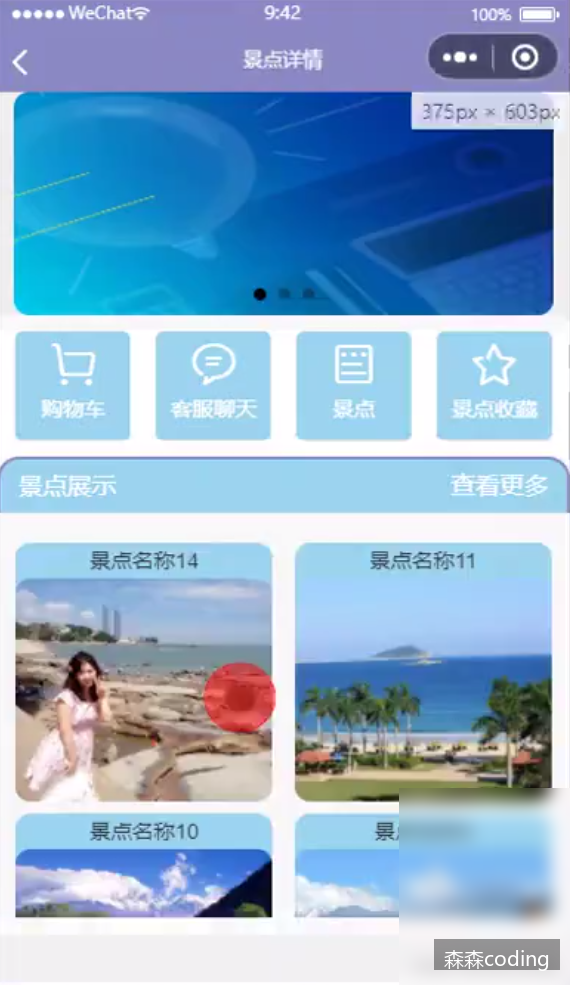 WeChat 9:42 100%
景点详情
375px × 603px
购物车 客服聊天 景点 景点收藏
景点展示 查看更多
景点名称14 景点名称11
景点名称10 景
森森coding